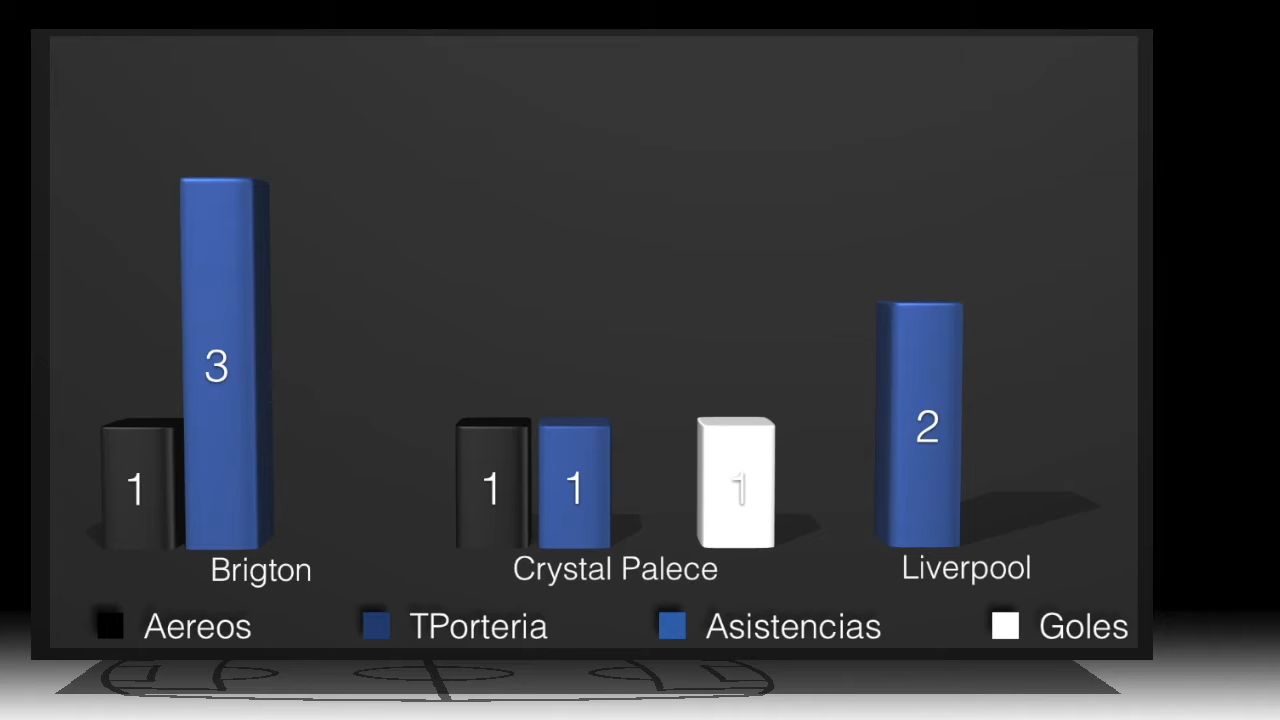 3
1
1
1
1
2
Brigton
Crystal Palece
Liverpool
Aereos
TPorteria
Asistencias
Goles